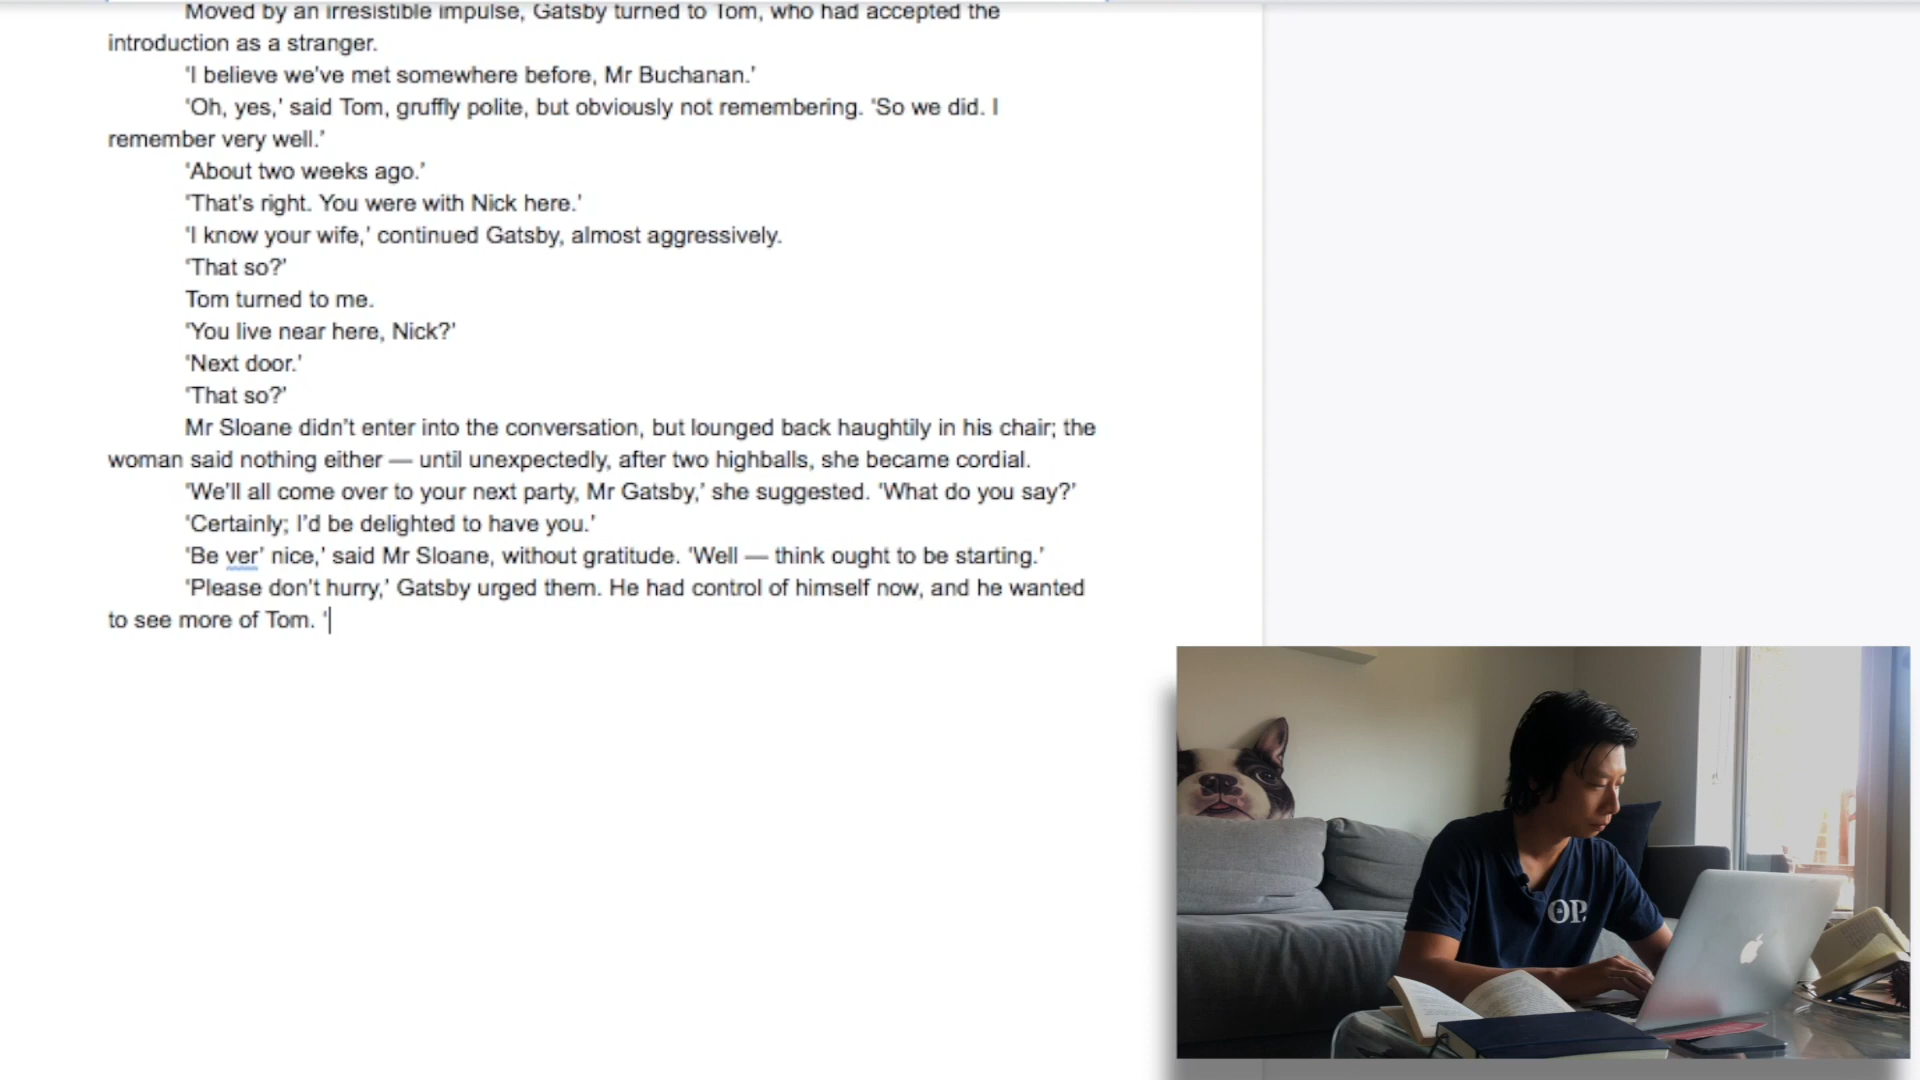 Moved by an irresistible impulse, Gatsby turned to Tom, who had accepted the
introduction as a stranger.
‘I believe we’ve met somewhere before, Mr Buchanan.’
‘Oh, yes,’ said Tom, gruffly polite, but obviously not remembering. ‘So we did. I
remember very well.’
‘About two weeks ago.’
‘That’s right. You were with Nick here.’
‘I know your wife,’ continued Gatsby, almost aggressively.
‘That so?’
Tom turned to me.
‘You live near here, Nick?’
‘Next door.’
‘That so?’
Mr Sloane didn’t enter into the conversation, but lounged back haughtily in his chair; the
woman said nothing either — until unexpectedly, after two highballs, she became cordial.
‘We’ll all come over to your next party, Mr Gatsby,’ she suggested. ‘What do you say?’
‘Certainly; I’d be delighted to have you.’
‘Be ver’ nice,’ said Mr Sloane, without gratitude. ‘Well — think ought to be starting.’
‘Please don’t hurry,’ Gatsby urged them. He had control of himself now, and he wanted
to see more of Tom. ‘
OP